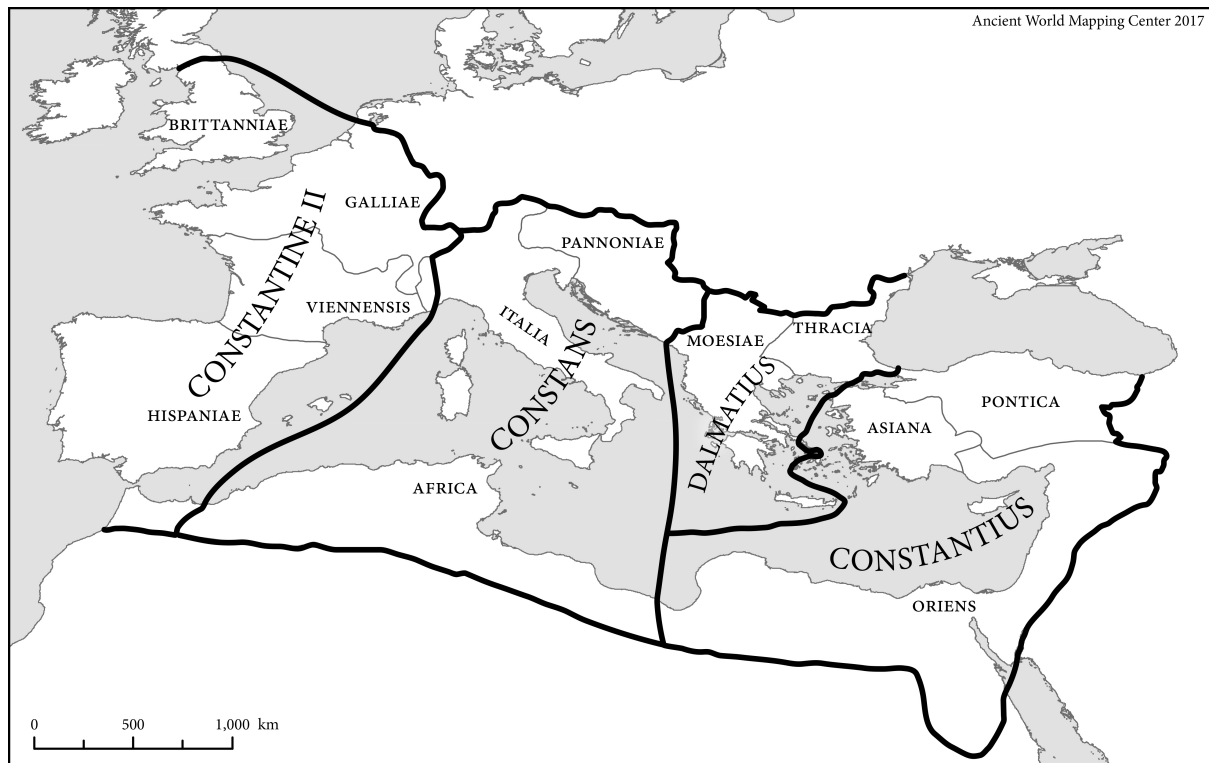 Ancient World Mapping Center 2017
BRITTANNIAE
GALLIAE
CONSTANTINE II
PANNONIAE
VIENNENSIS
ITALIA
CONSTANS
MOESIAE
THRACIA
DALMATIUS
HISPANIAE
PONTICA
ASIANA
AFRICA
CONSTANTIUS
ORIENS
0 500 1,000 km